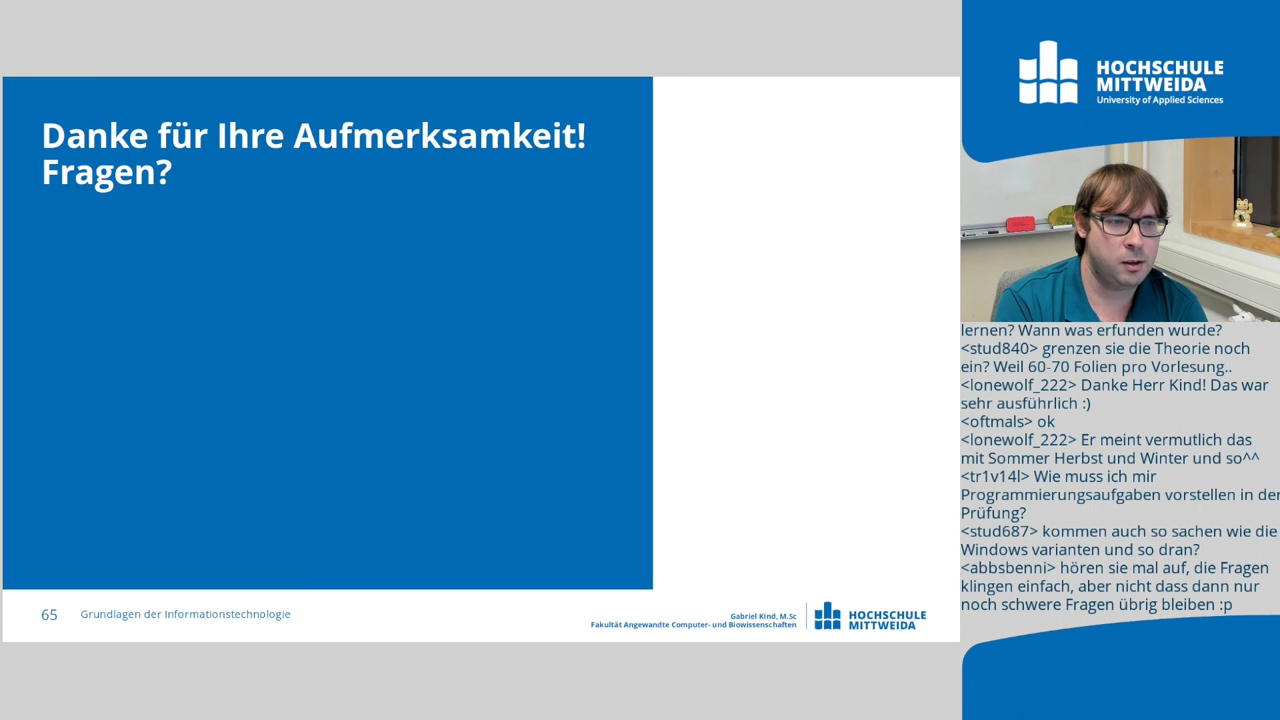 Danke für Ihre Aufmerksamkeit!
Fragen?
65
Grundlagen der Informationstechnologie
Gabriel Kind, M.Sc
Fakultät Angewandte Computer- und Biowissenschaften
HOCHSCHULE
MITTWEIDA
HOCHSCHULE
MITTWEIDA
University of Applied Sciences
lernen? Wann was erfunden wurde?
<stud840> grenzen sie die Theorie noch
ein? Weil 60-70 Folien pro Vorlesung..
<lonewolf_222> Danke Herr Kind! Das war
sehr ausführlich :)
<oftmals> ok
<lonewolf_222> Er meint vermutlich das
mit Sommer Herbst und Winter und so^^
<tr1v14l> Wie muss ich mir
Programmierungsaufgaben vorstellen in der
Prüfung?
<stud687> kommen auch so sachen wie die
Windows varianten und so dran?
<abbsbenni> hören sie mal auf, die Fragen
klingen einfach, aber nicht dass dann nur
noch schwere Fragen übrig bleiben :p